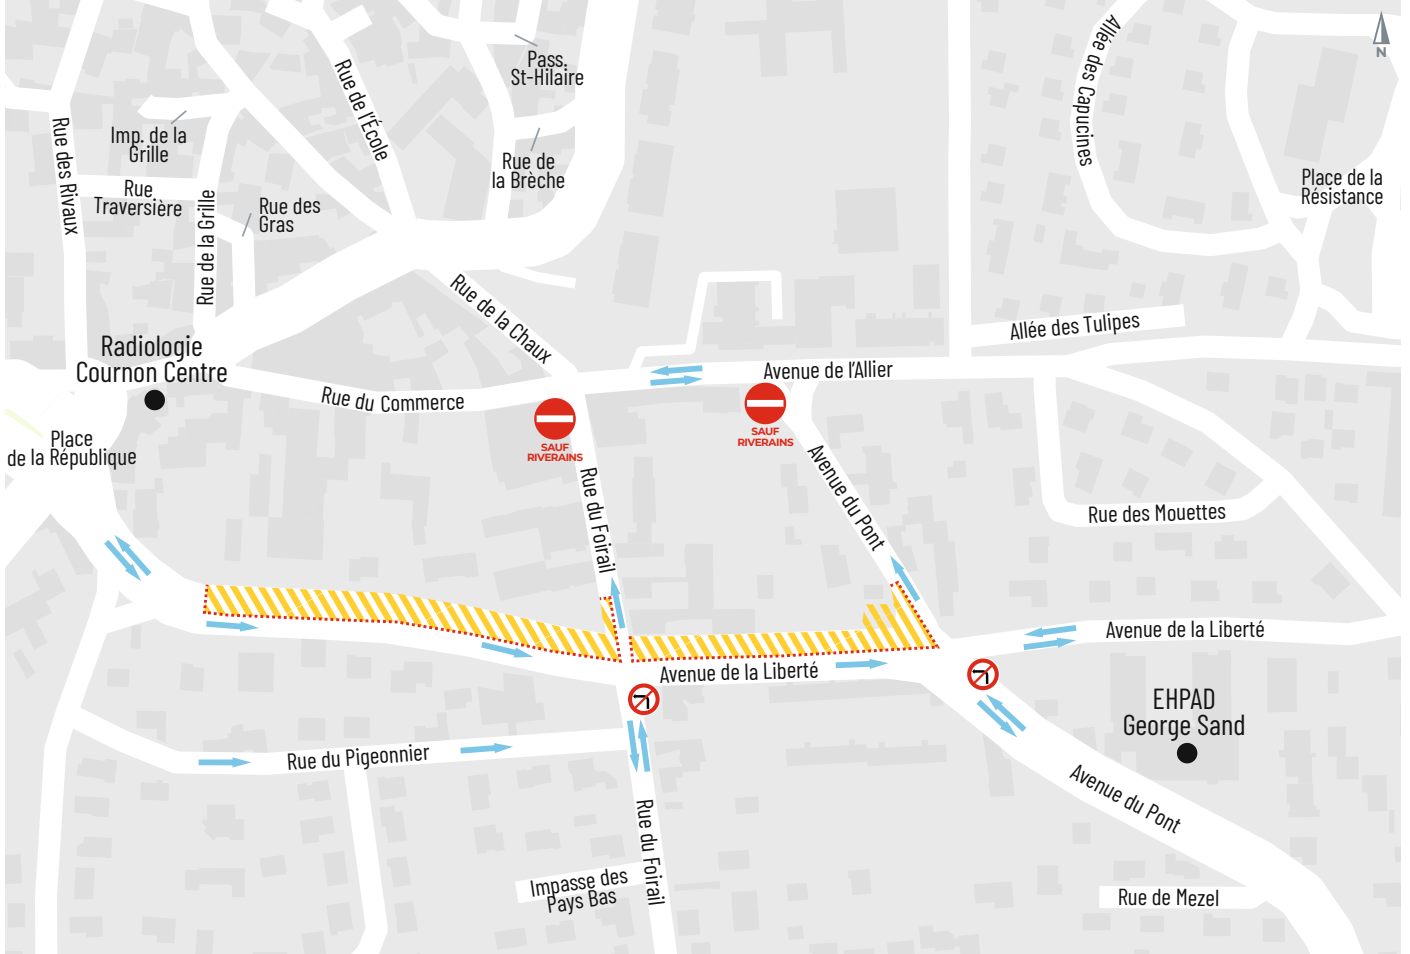 Pass.
St-Hilaire
N
Rue de l'École
Allée des Capucines
Imp. de la
Grille
Rue des Rivaux
Rue de
la Brèche
Rue
Traversière
Rue de la Grille
Rue des
Gras
Place de la
Résistance
Rue de la Chaux
Allée des Tulipes
Radiologie
Cournon Centre
Avenue de l'Allier
Rue du Commerce
SAUF
RIVERAINS
SAUF
RIVERAINS
Place
de la République
Rue du Foirail
Avenue du Pont
Rue des Mouettes
Avenue de la Liberté
Avenue de la Liberté
EHPAD
George Sand
Rue du Pigeonnier
Avenue du Pont
Rue du Foirail
Impasse des
Pays Bas
Rue de Mezel